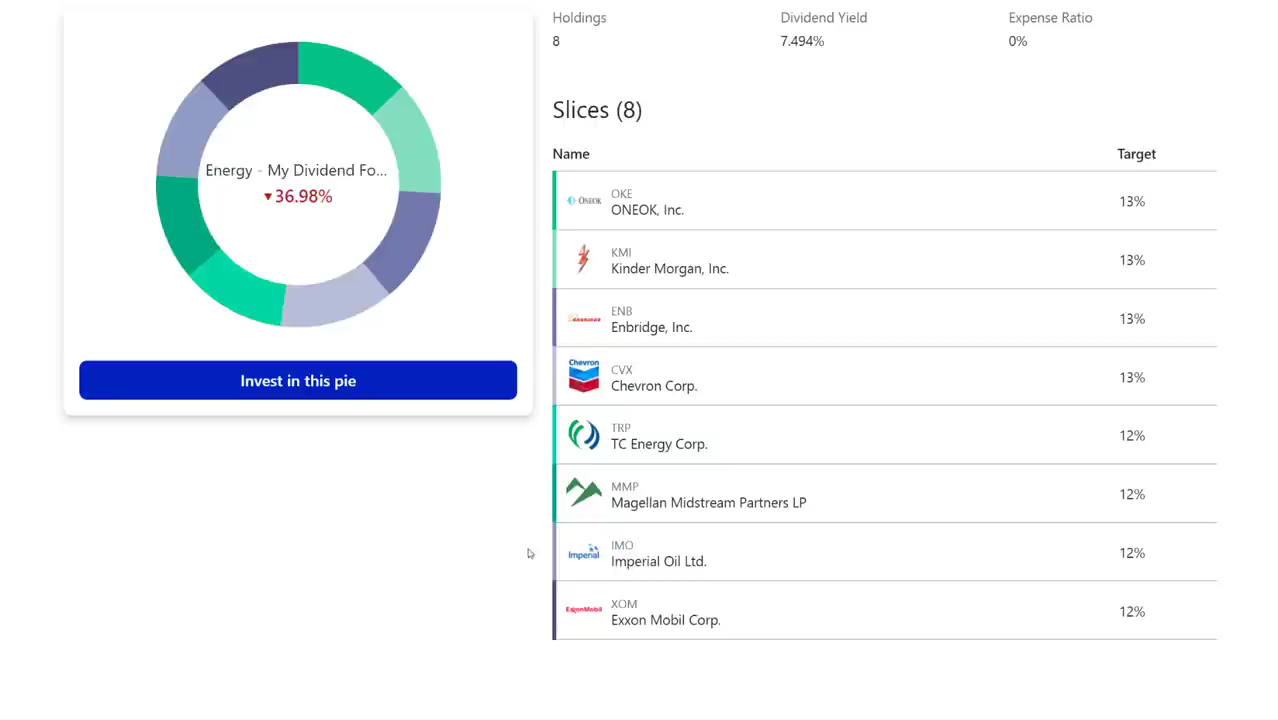 Holdings
8
Dividend Yield
7.494%
Expense Ratio
0%
Energy - My Dividend Fo...
▼36.98%
Invest in this pie
Slices (8)
Name Target
ONEOK
OKE
ONEOK, Inc.
13%
KMI
Kinder Morgan, Inc.
13%
ENBRIDGE
ENB
Enbridge, Inc.
13%
Chevron
CVX
Chevron Corp.
13%
TRP
TC Energy Corp.
12%
MMP
Magellan Midstream Partners LP
12%
Imperial
IMO
Imperial Oil Ltd.
12%
ExxonMobil
XOM
Exxon Mobil Corp.
12%